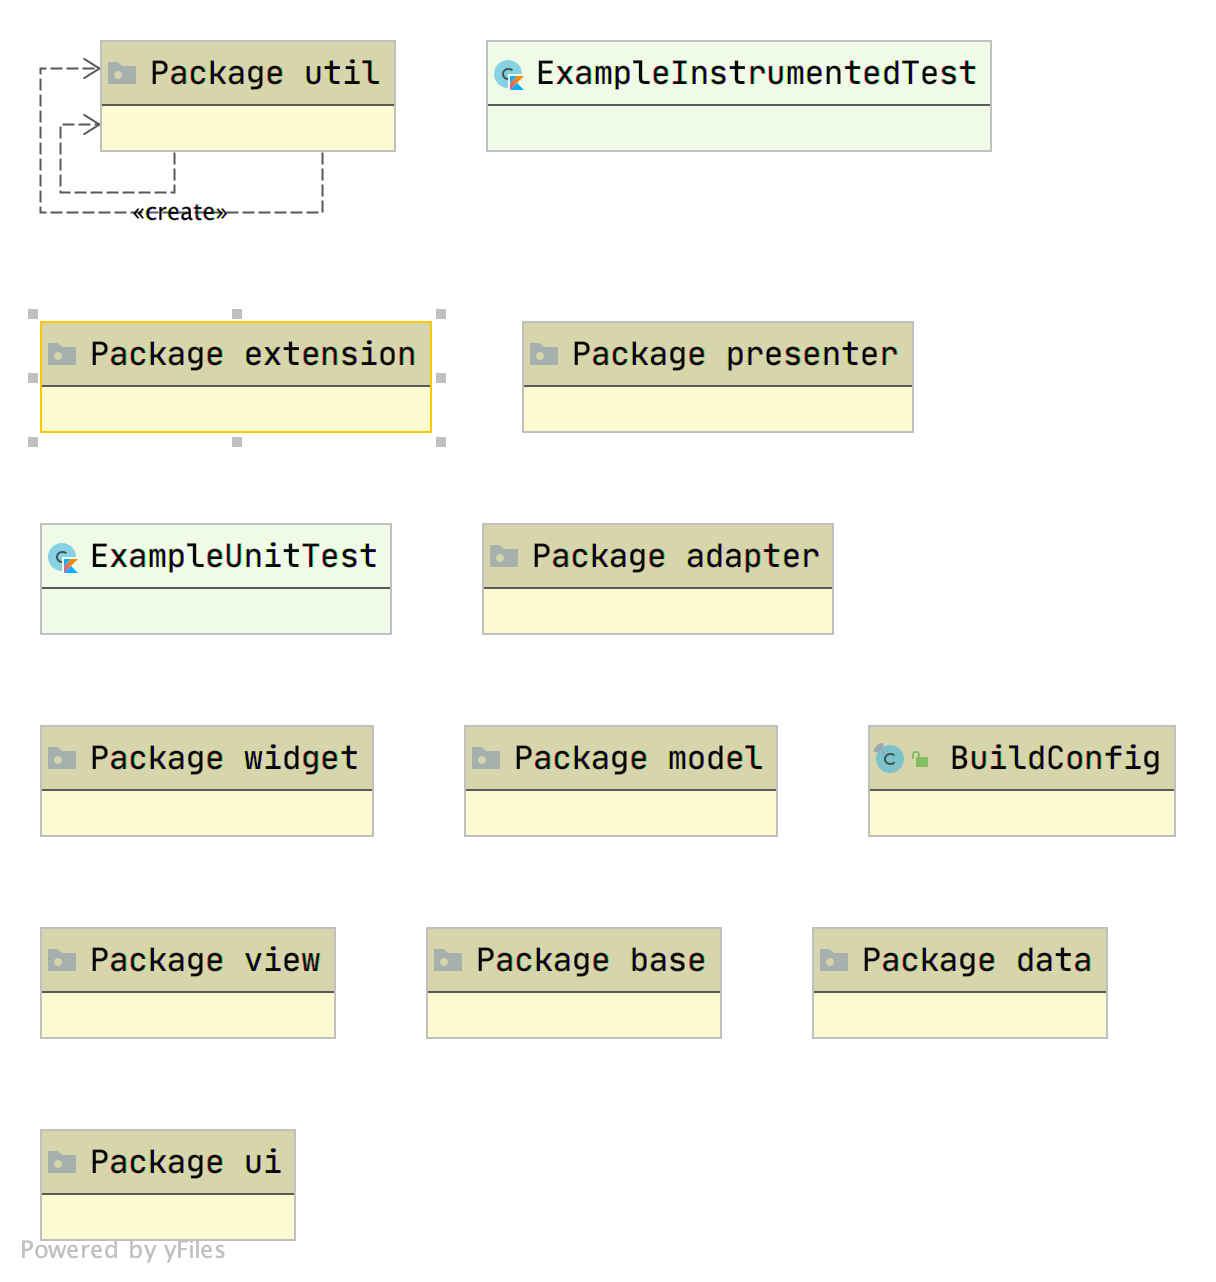 Package util
ExampleInstrumentedTest
«create»
Package extension
Package presenter
ExampleUnitTest
Package adapter
Package widget
Package model
BuildConfig
Package view
Package base
Package data
Package ui
Powered by yFiles